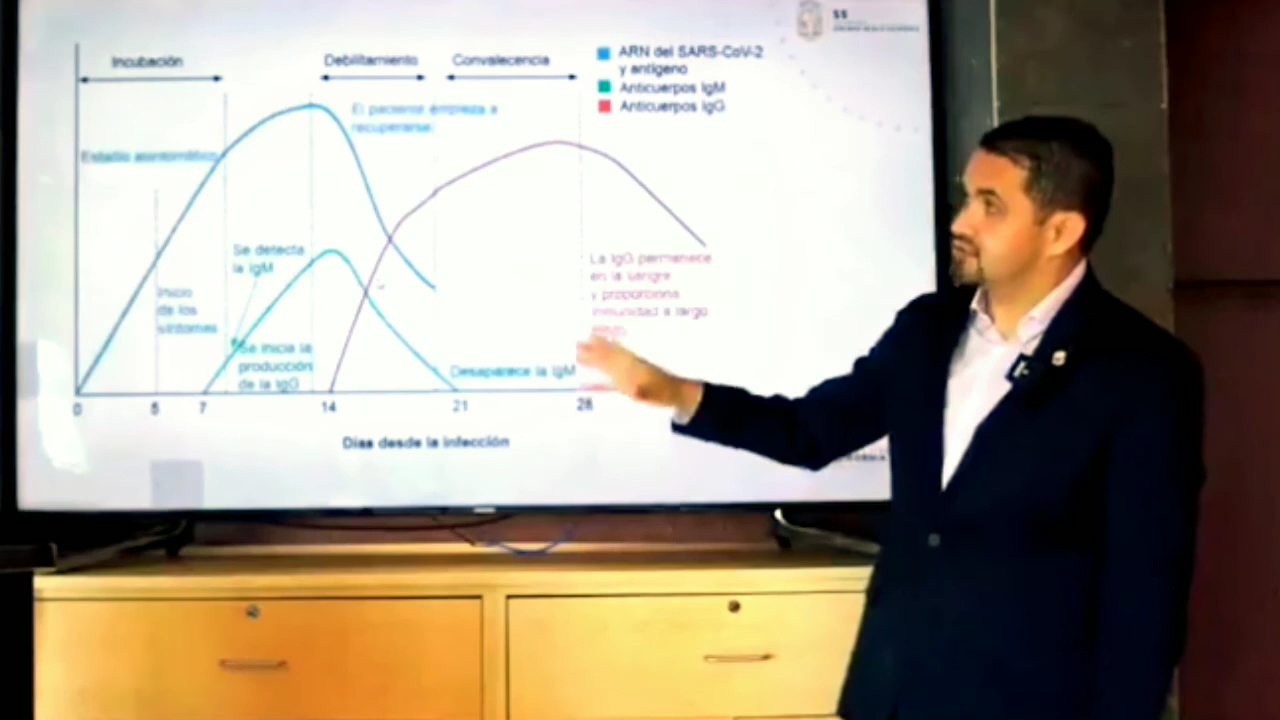 SS
Incubación
Debilitamiento
Convalecencia
ARN del SARS-CoV-2
y antígeno
Anticuerpos IgM
Anticuerpos IgG
El paciente empieza a
recuperarse
Estadio asintomático
Se detecta
la IgM
Inicio
de los
síntomas
Se inicia la
producción
de la IgG
La IgG permanece
en la sangre
y proporciona
inmunidad a largo
Desaparece la IgM
0
5
7
14
21
28
Días desde la infección